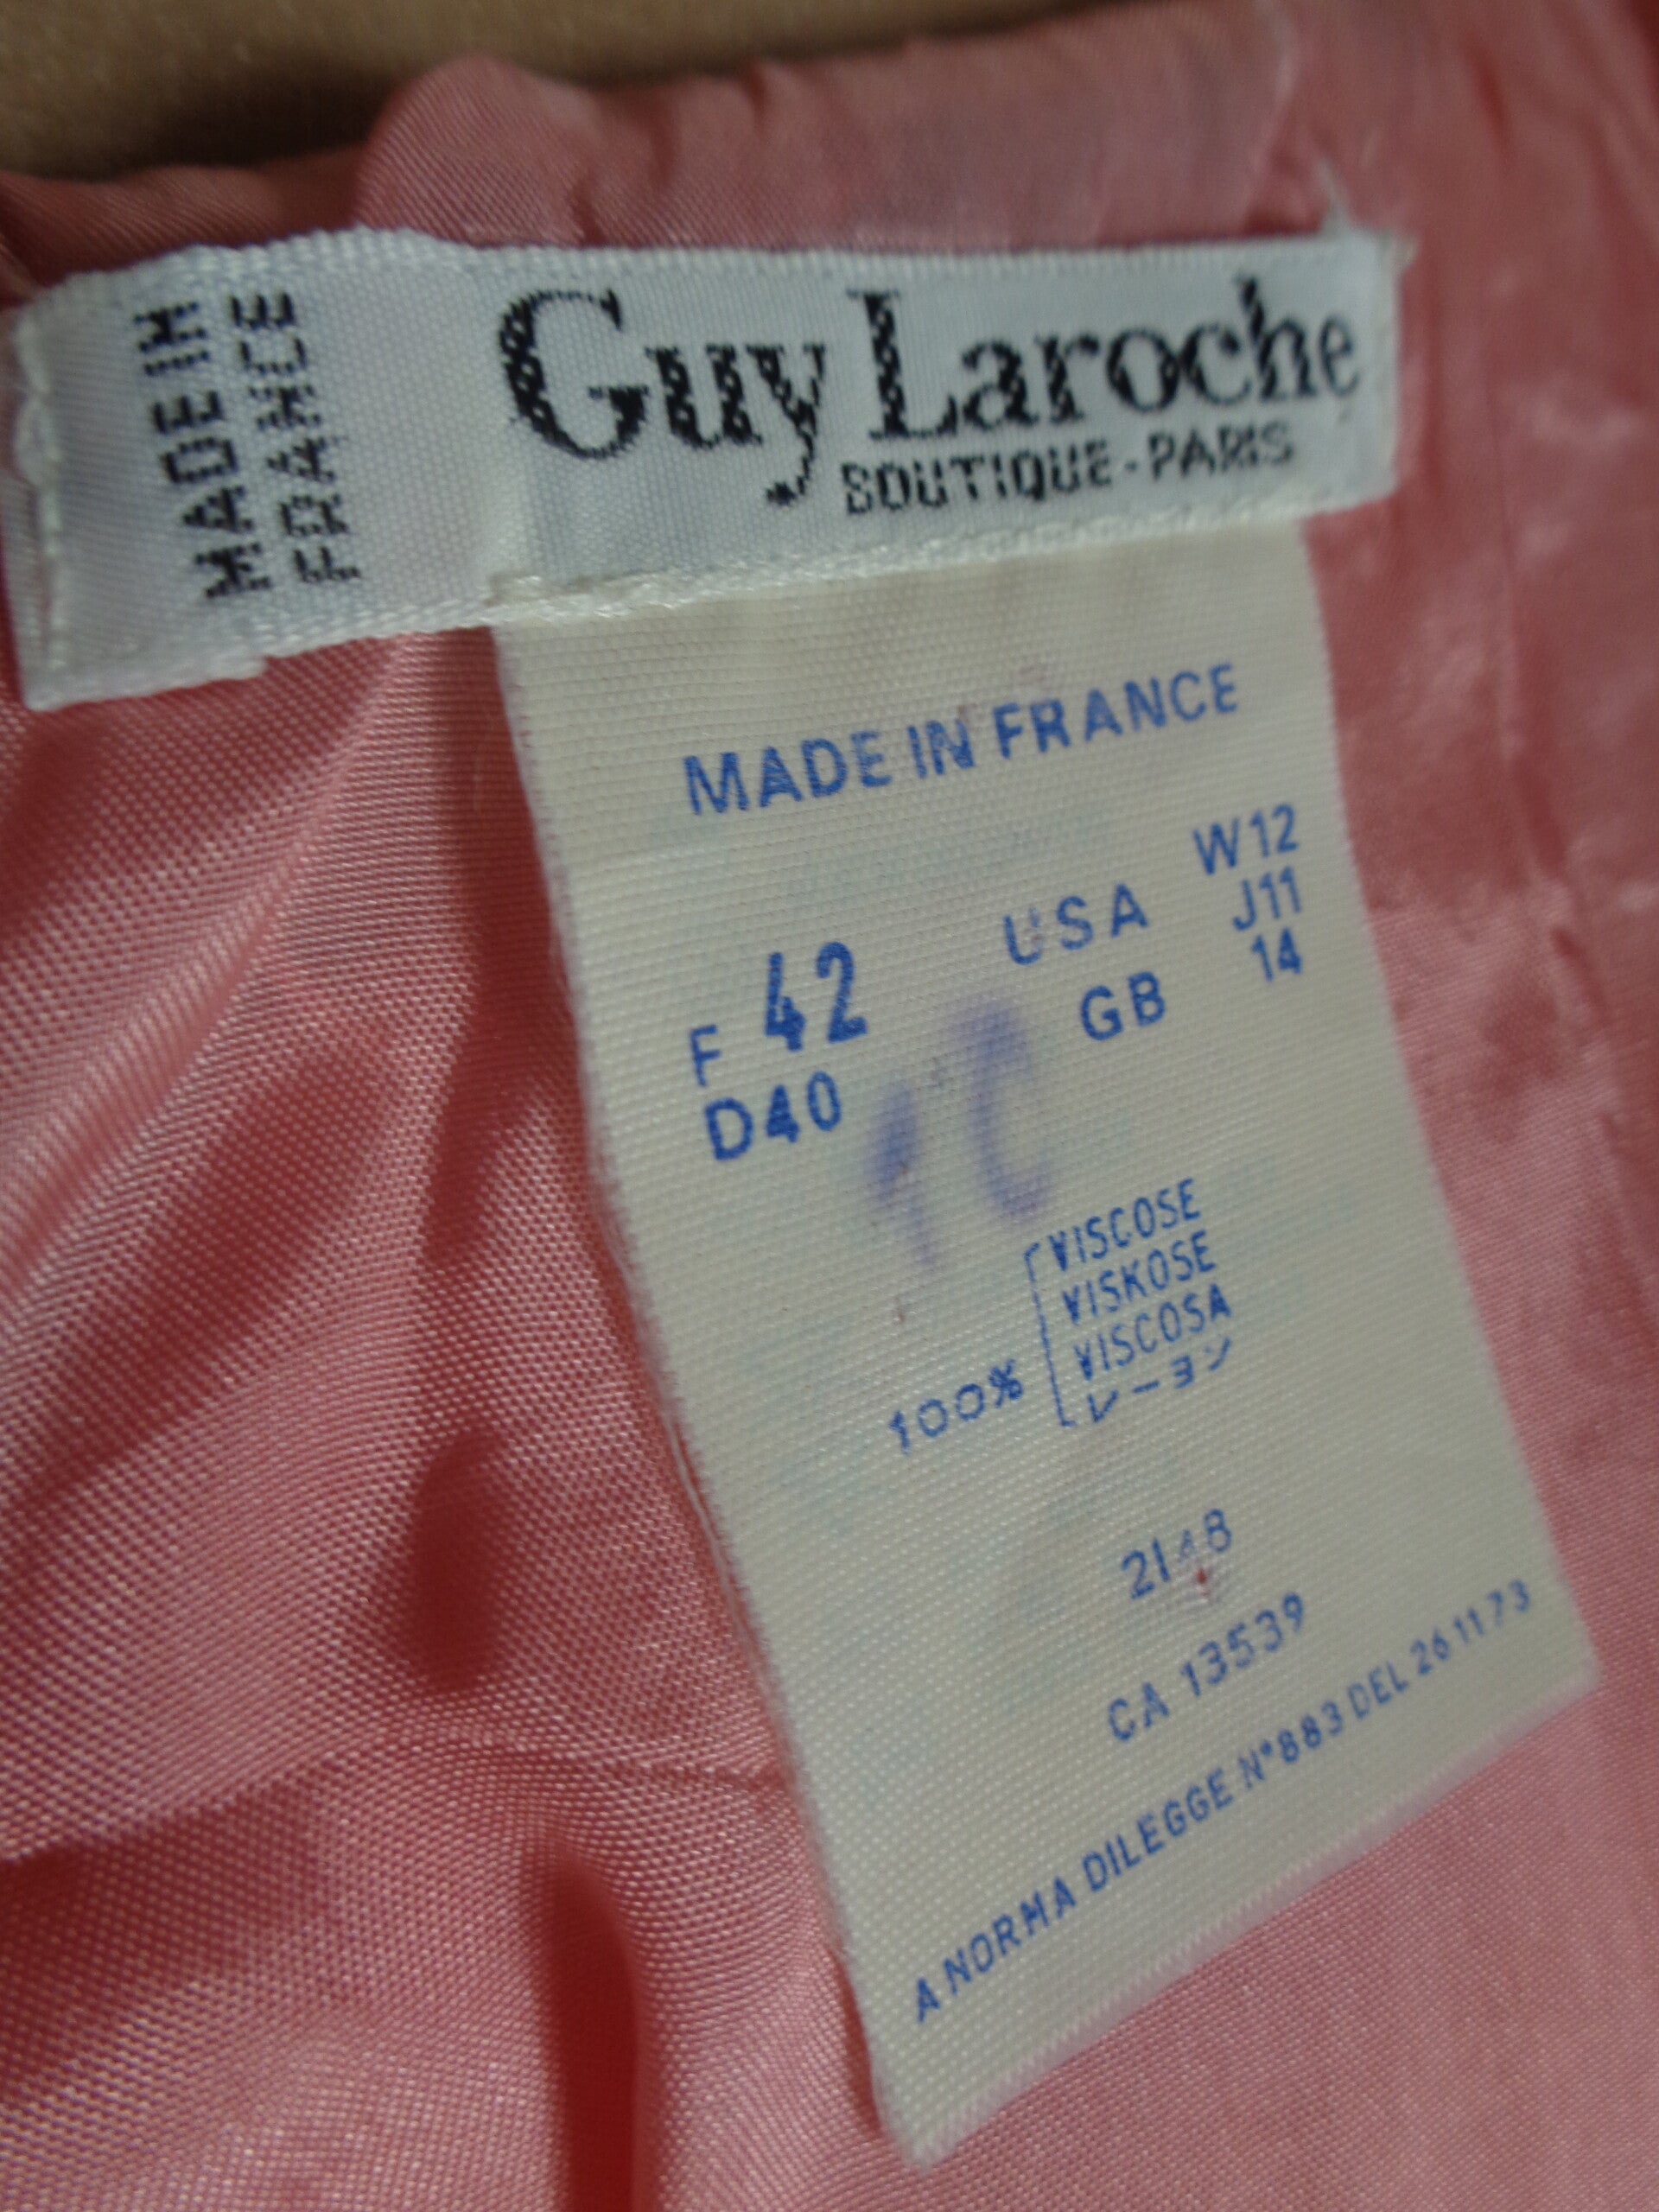 MADE IN
FRANCE
Guy Laroche
BOUTIQUE-PARIS
MADE IN FRANCE
F 42 USA W12
J11
D40 GB 14
100% VISCOSE
VISKOSE
VISCOSA
レーヨン
2148
CA 13539
A NORMA DILEGGE N°883 DEL 26 11 73